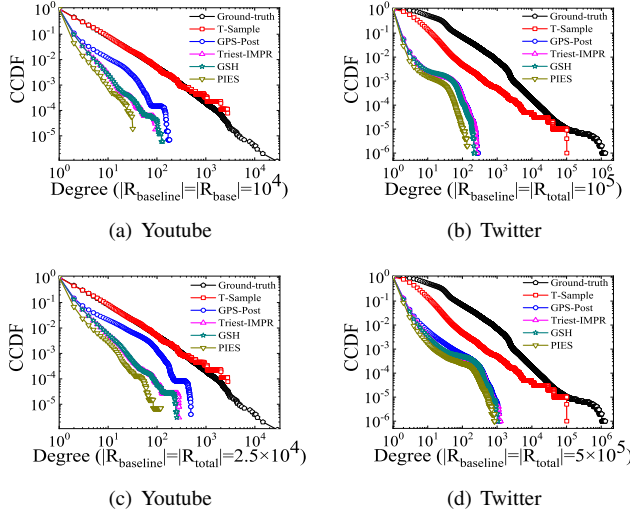 10^0
10^-1
10^-2
10^-3
10^-4
10^-5
CCDF
Ground-truth
T-Sample
GPS-Post
Triest-IMPR
GSH
PIES
10^0 10^1 10^2 10^3 10^4
Degree (|R_baseline|=|R_base|=10^4)
(a) Youtube
10^0
10^-1
10^-2
10^-3
10^-4
10^-5
10^-6
CCDF
Ground-truth
T-Sample
GPS-Post
Triest-IMPR
GSH
PIES
10^0 10^1 10^2 10^3 10^4 10^5 10^6
Degree (|R_baseline|=|R_total|=10^5)
(b) Twitter
10^0
10^-1
10^-2
10^-3
10^-4
10^-5
CCDF
Ground-truth
T-Sample
GPS-Post
Triest-IMPR
GSH
PIES
10^0 10^1 10^2 10^3 10^4
Degree (|R_baseline|=|R_total|=2.5×10^4)
(c) Youtube
10^0
10^-1
10^-2
10^-3
10^-4
10^-5
10^-6
CCDF
Ground-truth
T-Sample
GPS-Post
Triest-IMPR
GSH
PIES
10^0 10^1 10^2 10^3 10^4 10^5 10^6
Degree (|R_baseline|=|R_total|=5×10^5)
(d) Twitter